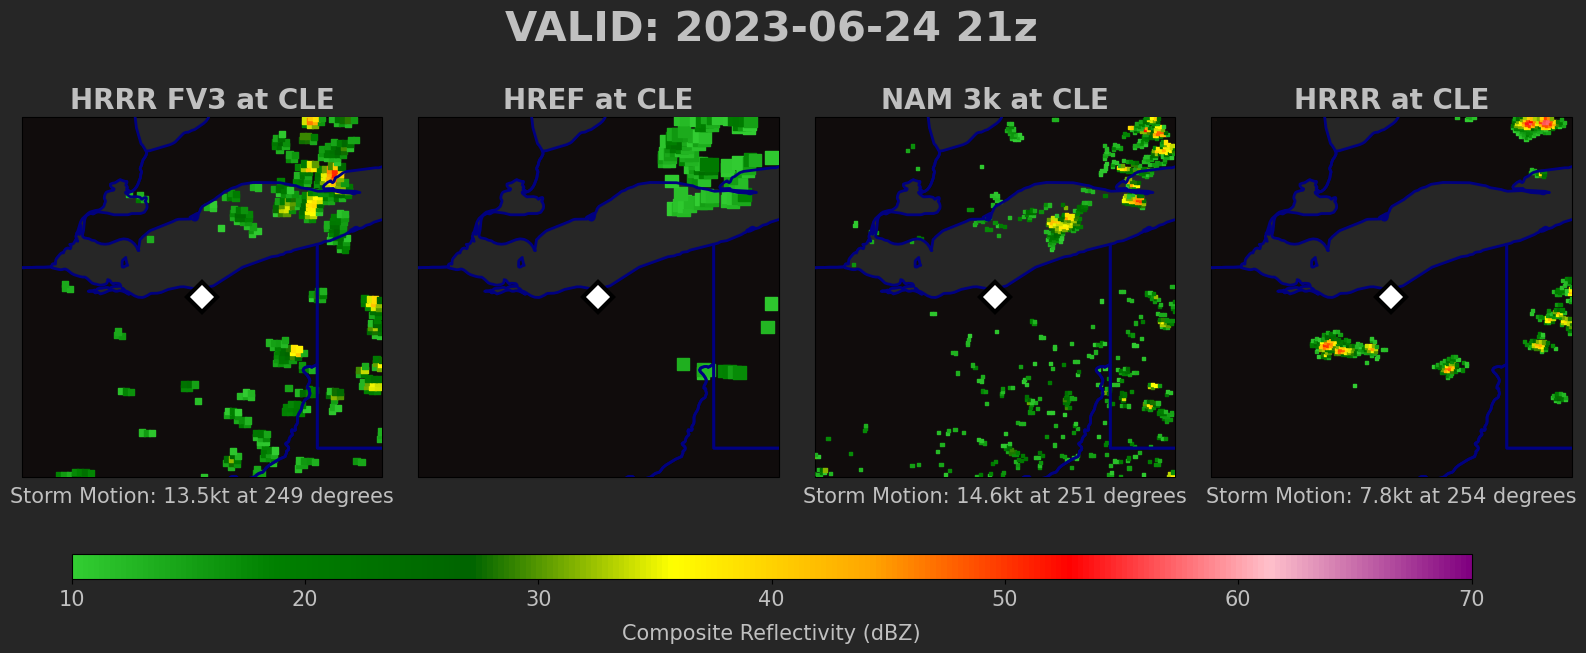 VALID: 2023-06-24 21z
HRRR FV3 at CLE
HREF at CLE
NAM 3k at CLE
HRRR at CLE
Storm Motion: 13.5kt at 249 degrees
Storm Motion: 14.6kt at 251 degrees
Storm Motion: 7.8kt at 254 degrees
10 20 30 40 50 60 70
Composite Reflectivity (dBZ)